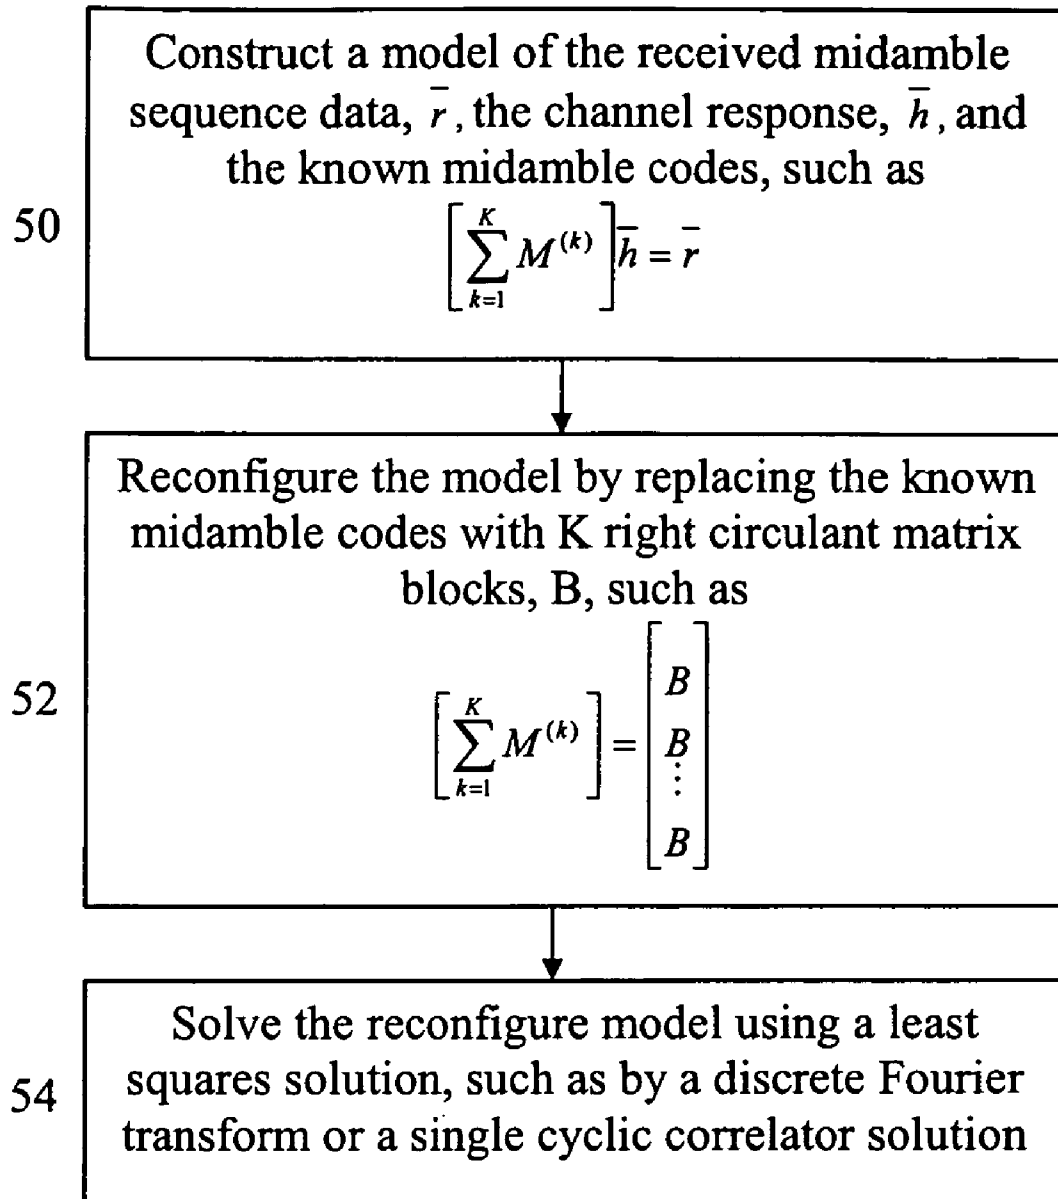 Construct a model of the received midamble
sequence data, r̄, the channel response, h̄, and
the known midamble codes, such as
50
[∑_{k=1}^{K} M^{(k)}] h̄ = r̄
Reconfigure the model by replacing the known
midamble codes with K right circulant matrix
blocks, B, such as
52
[∑_{k=1}^{K} M^{(k)}] = [B B ⋮ B]
Solve the reconfigure model using a least
squares solution, such as by a discrete Fourier
54
transform or a single cyclic correlator solution